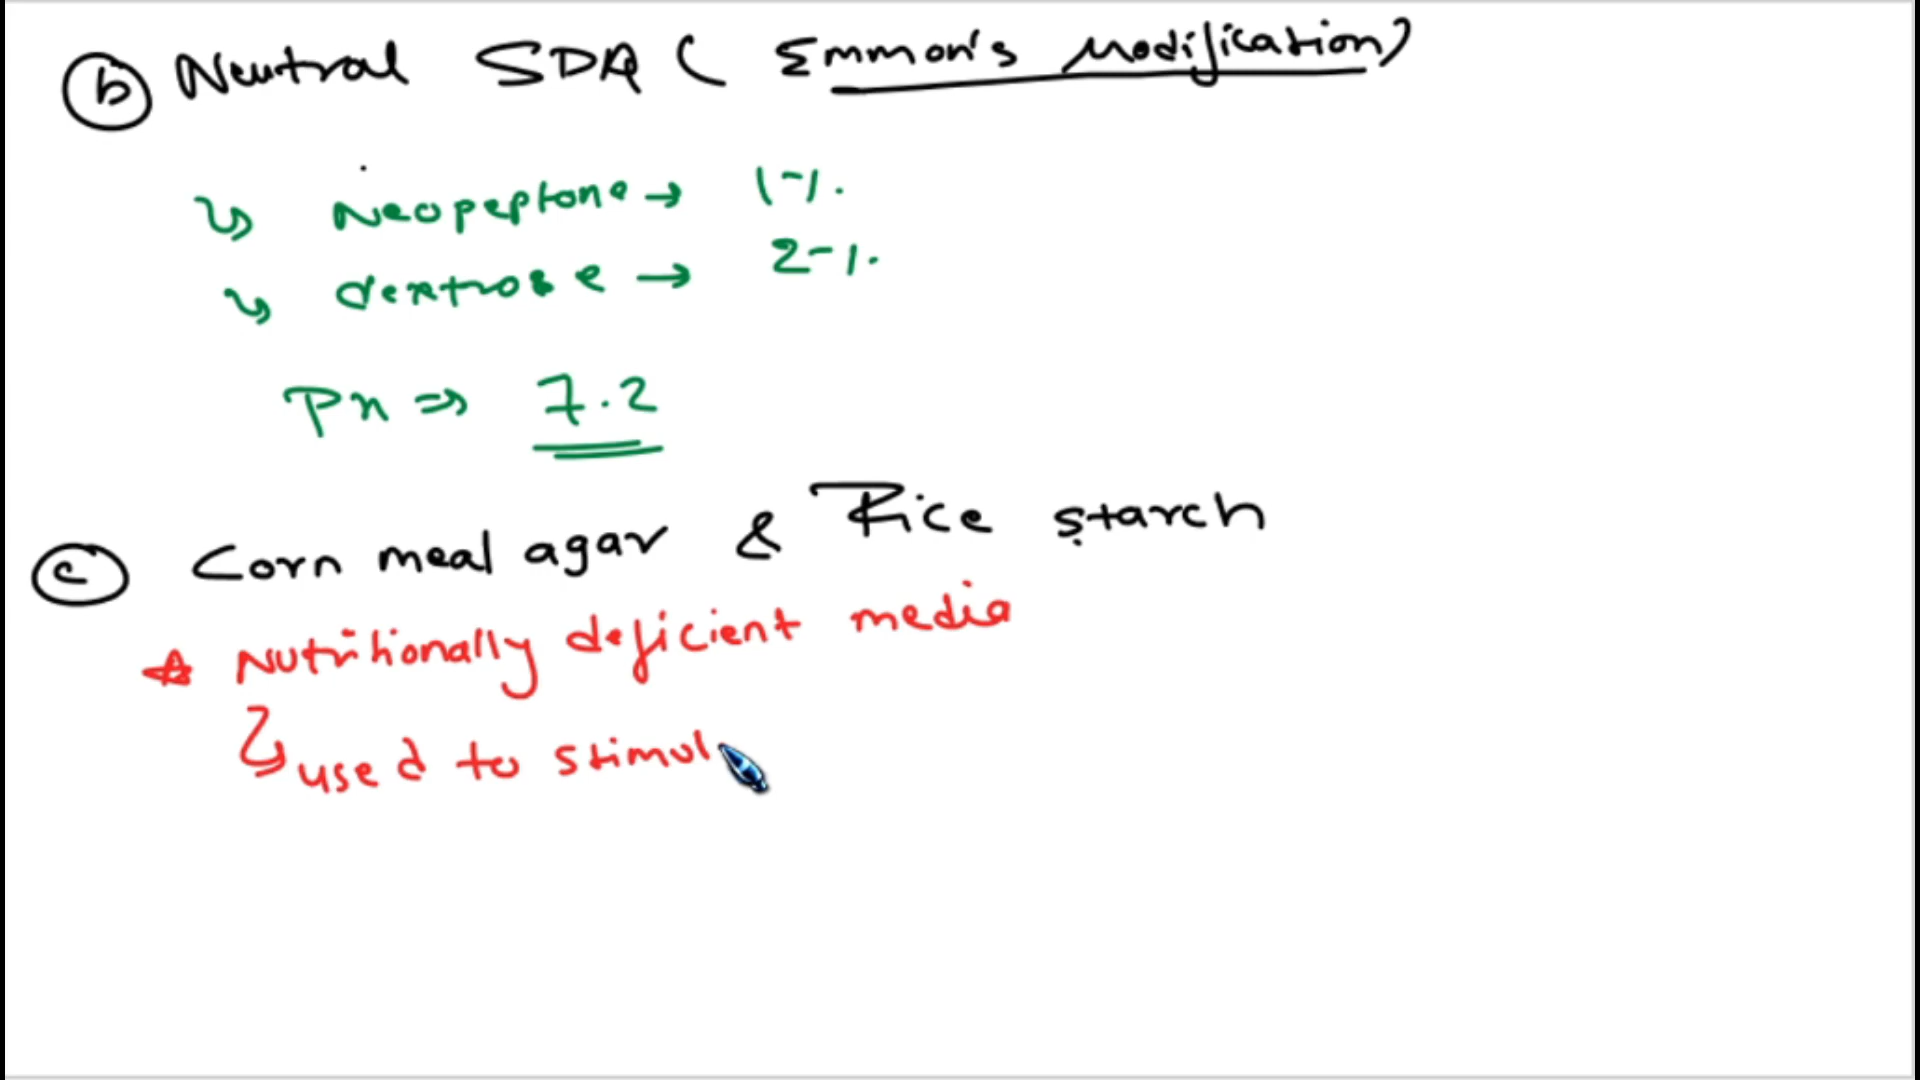 b Neutral SDA ( Emmon's Modification)
Neopeptone → 1%.
dextrose → 2%.
PH ⇒ 7.2
c Corn meal agar & Rice starch
* Nutritionally deficient media
used to stimul